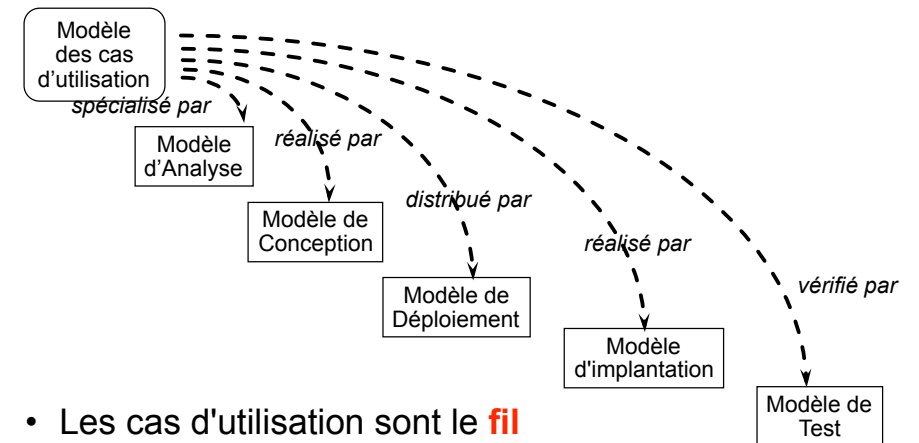 Modèle
des cas
d’utilisation
spécialisé par
Modèle
d’Analyse
réalisé par
Modèle de
Conception
distribué par
Modèle de
Déploiement
réalisé par
Modèle
d'implantation
vérifié par
Modèle de
Test
• Les cas d'utilisation sont le fil